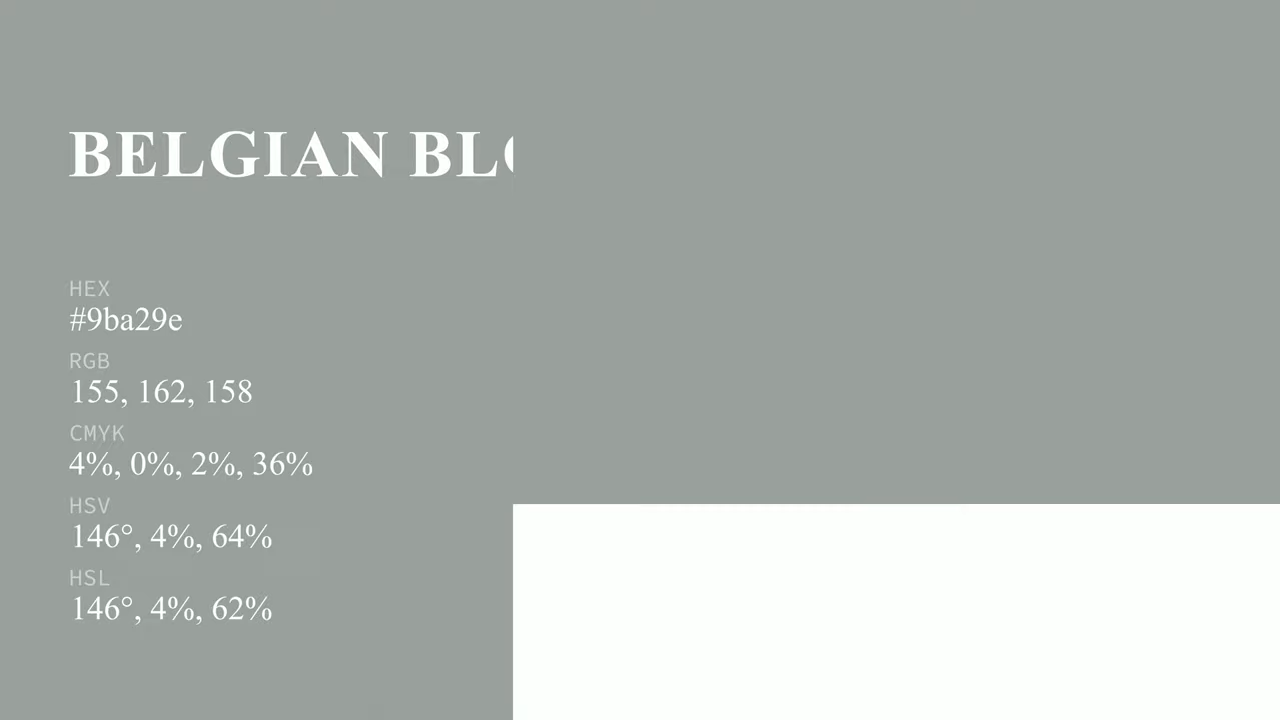 BELGIAN
HEX
#9ba29e
RGB
155, 162, 158
CMYK
4%, 0%, 2%, 36%
HSV
146°, 4%, 64%
HSL
146°, 4%, 62%